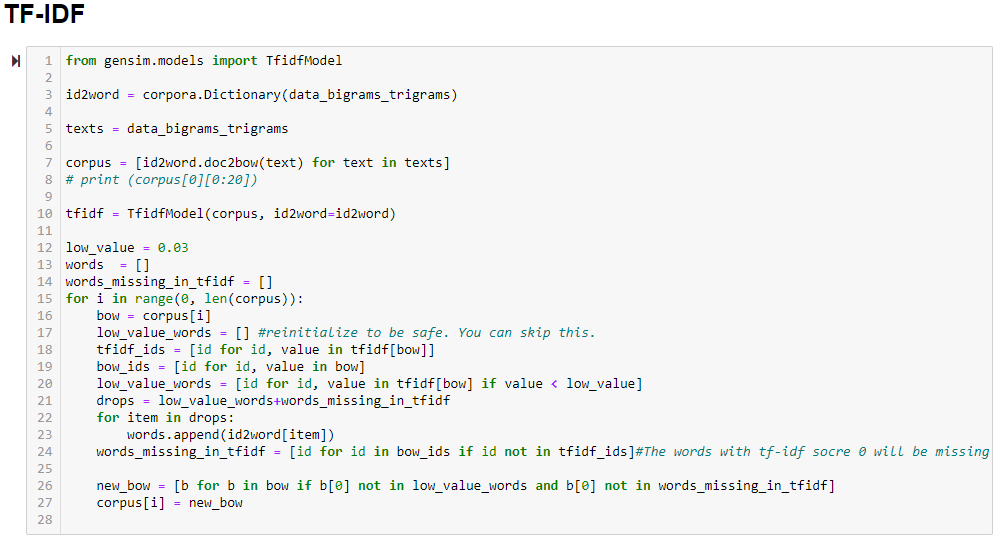 TF-IDF
1 from gensim.models import TfidfModel
2
3 id2word = corpora.Dictionary(data_bigrams_trigrams)
4
5 texts = data_bigrams_trigrams
6
7 corpus = [id2word.doc2bow(text) for text in texts]
8 # print (corpus[0][0:20])
9
10 tfidf = TfidfModel(corpus, id2word=id2word)
11
12 low_value = 0.03
13 words  = []
14 words_missing_in_tfidf = []
15 for i in range(0, len(corpus)):
16     bow = corpus[i]
17     low_value_words = [] #reinitialize to be safe. You can skip this.
18     tfidf_ids = [id for id, value in tfidf[bow]]
19     bow_ids = [id for id, value in bow]
20     low_value_words = [id for id, value in tfidf[bow] if value < low_value]
21     drops = low_value_words+words_missing_in_tfidf
22     for item in drops:
23         words.append(id2word[item])
24     words_missing_in_tfidf = [id for id in bow_ids if id not in tfidf_ids]#The words with tf-idf socre 0 will be missing
25
26     new_bow = [b for b in bow if b[0] not in low_value_words and b[0] not in words_missing_in_tfidf]
27     corpus[i] = new_bow
28